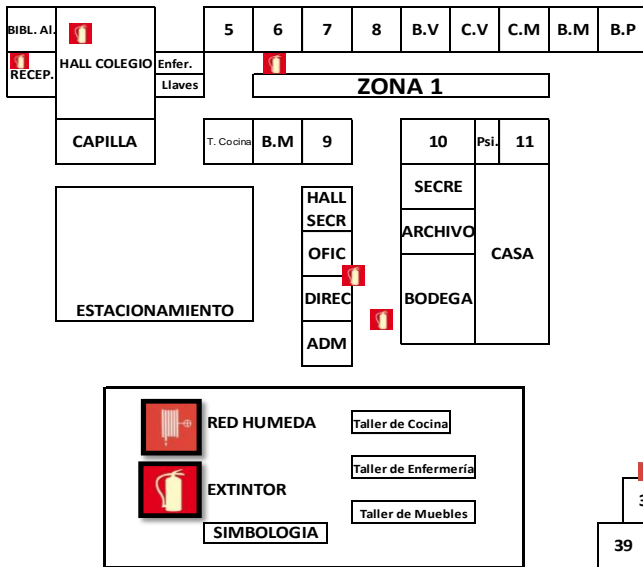 BIBL. Al.
5 6 7 8 B.V C.V C.M B.M B.P
RECEP.
HALL COLEGIO
Enfer.
Llaves
ZONA 1
CAPILLA
T. Cocina B.M 9
10 Psi. 11
HALL
SECR
SECRE
OFIC
ARCHIVO
CASA
DIREC
BODEGA
ESTACIONAMIENTO
ADM
RED HUMEDA
Taller de Cocina
Taller de Enfermería
EXTINTOR
Taller de Muebles
SIMBOLOGIA
39